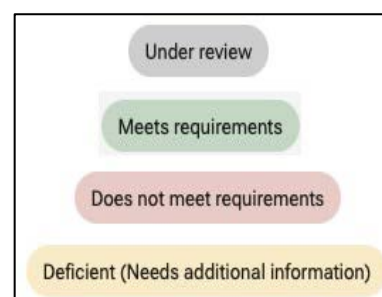 Under review
Meets requirements
Does not meet requirements
Deficient (Needs additional information)